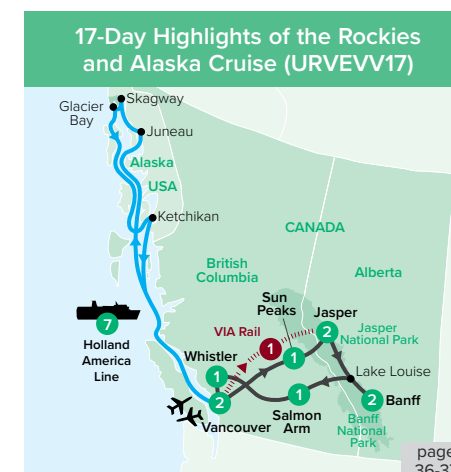 17-Day Highlights of the Rockies
and Alaska Cruise (URVEVV17)
Skagway
Glacier
Bay
Juneau
Alaska
USA
Ketchikan
CANADA
British
Columbia
Alberta
Sun
Peaks
Jasper
2
Jasper
National Park
VIA Rail
1
1
7
Holland
America
Line
Whistler
1
Lake Louise
2
Vancouver
1
Salmon
Arm
2
Banff
Banff
National
Park
page